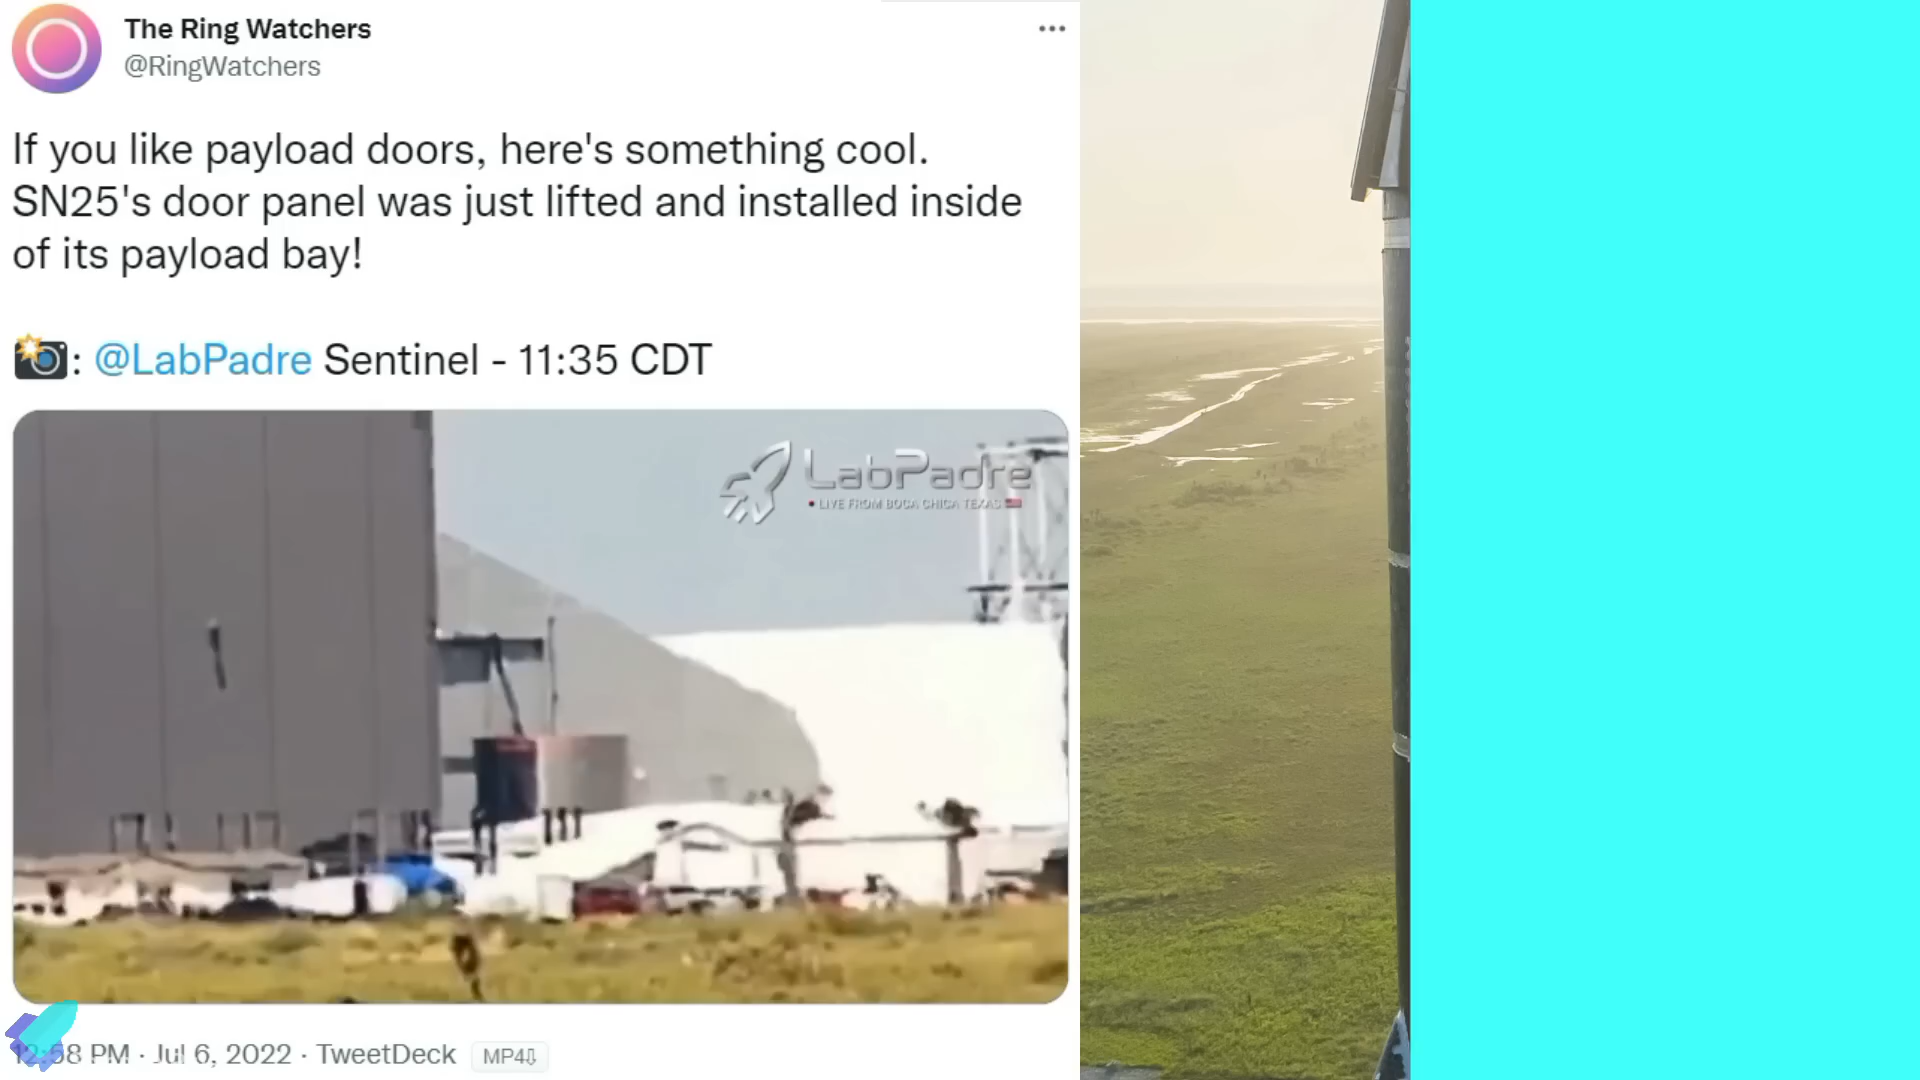 The Ring Watchers
@RingWatchers
If you like payload doors, here's something cool.
SN25's door panel was just lifted and installed inside
of its payload bay!
: @LabPadre Sentinel - 11:35 CDT
LabPadre
LIVE FROM BOCA CHICA TEXAS
12:58 PM · Jul 6, 2022 · TweetDeck MP4